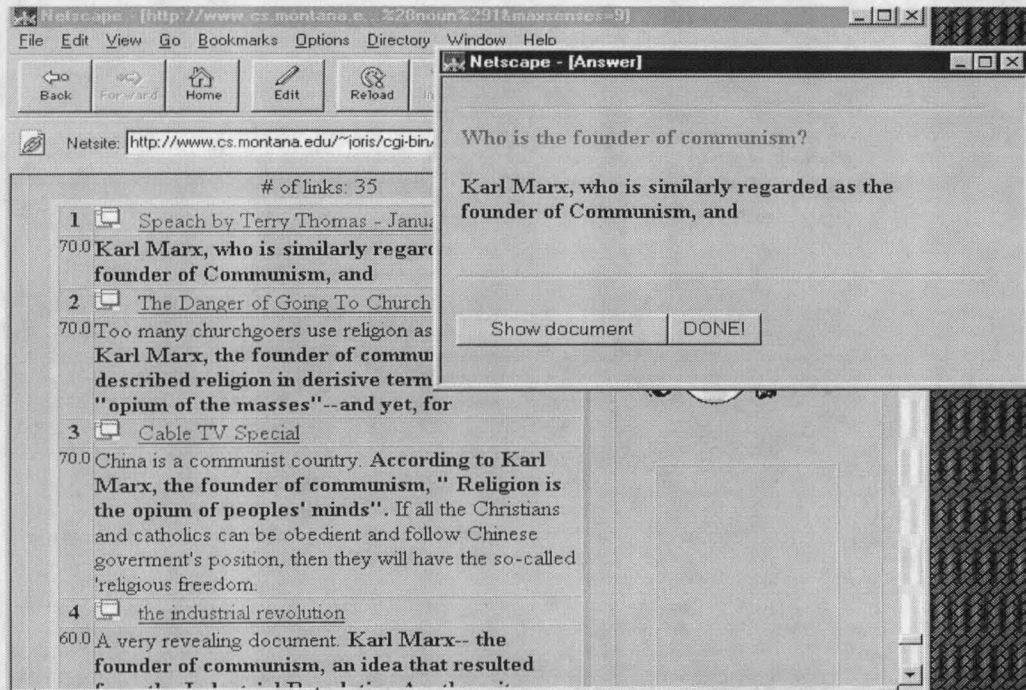 Netscape - [http://www.cs.montana.e...%28noun%291&maxsenses=9]
File Edit View Go Bookmarks Options Directory Window Help
Back Forward Home Edit Reload
Netsite: http://www.cs.montana.edu/~joris/cgi-bin
# of links: 35
1 Speach by Terry Thomas - Janua
70.0 Karl Marx, who is similarly regard
founder of Communism, and
2 The Danger of Going To Church
70.0 Too many churchgoers use religion as
Karl Marx, the founder of commu
described religion in derisive term
"opium of the masses"--and yet, for
3 Cable TV Special
70.0 China is a communist country. According to Karl
Marx, the founder of communism, " Religion is
the opium of peoples' minds". If all the Christians
and catholics can be obedient and follow Chinese
goverment's position, then they will have the so-called
'religious freedom.
4 the industrial revolution
60.0 A very revealing document. Karl Marx-- the
founder of communism, an idea that resulted
Netscape - [Answer]
Who is the founder of communism?
Karl Marx, who is similarly regarded as the
founder of Communism, and
Show document DONE!